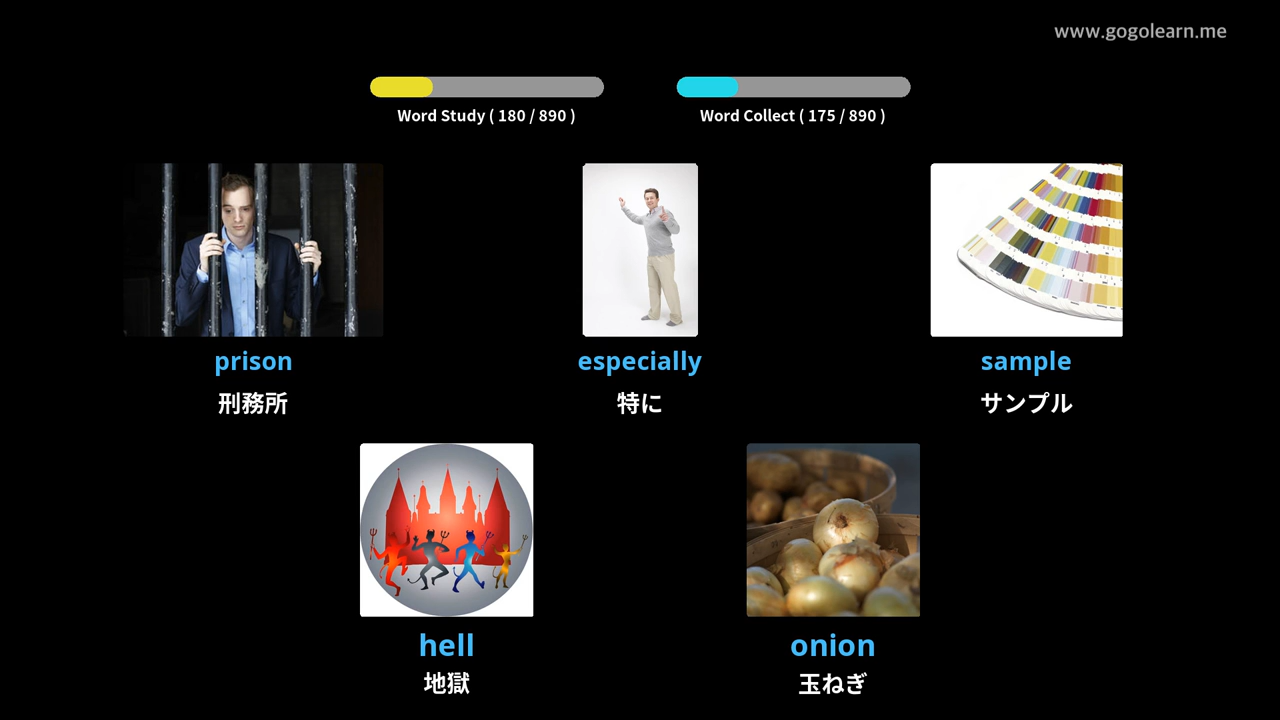 www.gogolearn.me
Word Study ( 180 / 890 )
Word Collect ( 175 / 890 )
prison
especially
sample
刑務所
特に
サンプル
hell
onion
地獄
玉ねぎ